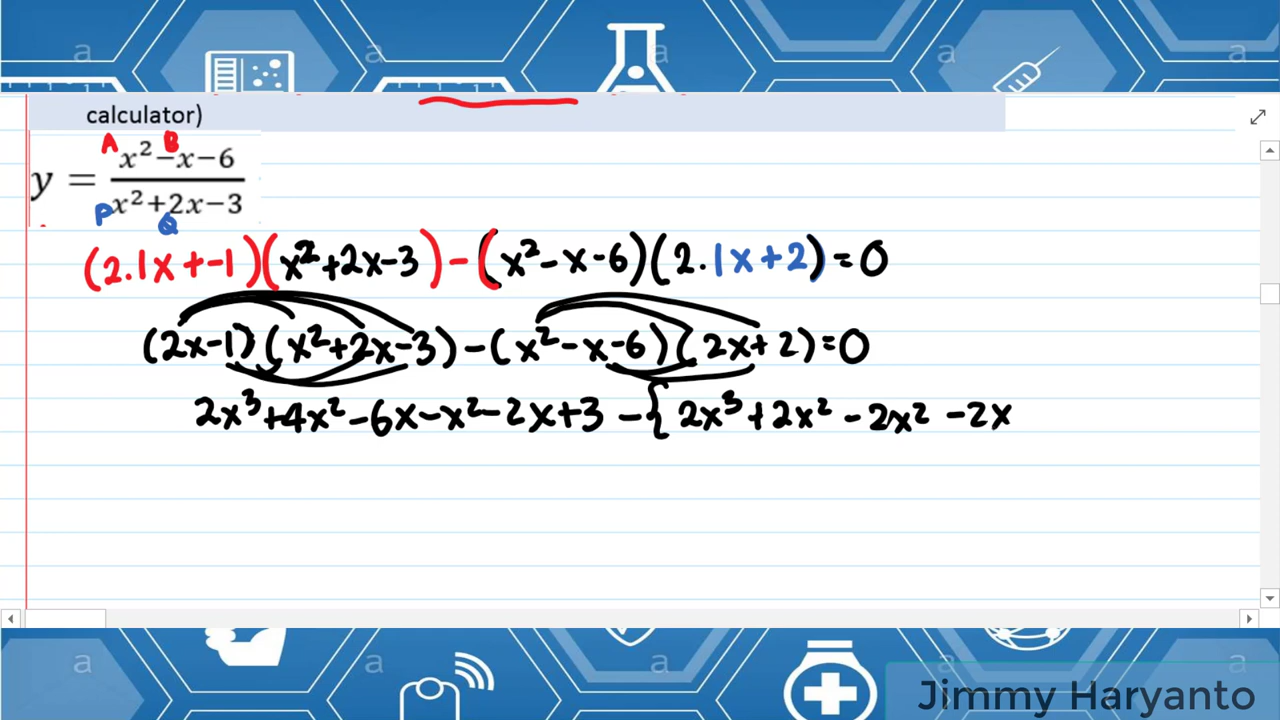 calculator)
A B
y = x² − x − 6 / x² + 2x − 3
P Q
(2.1x + -1)(x² + 2x - 3) - (x² - x - 6)(2.1x + 2) = 0
(2x - 1)(x² + 2x - 3) - (x² - x - 6)(2x + 2) = 0
2x³ + 4x² - 6x - x² - 2x + 3 - { 2x³ + 2x² - 2x² - 2x
a a a a a
a a a a a
Jimmy Haryanto